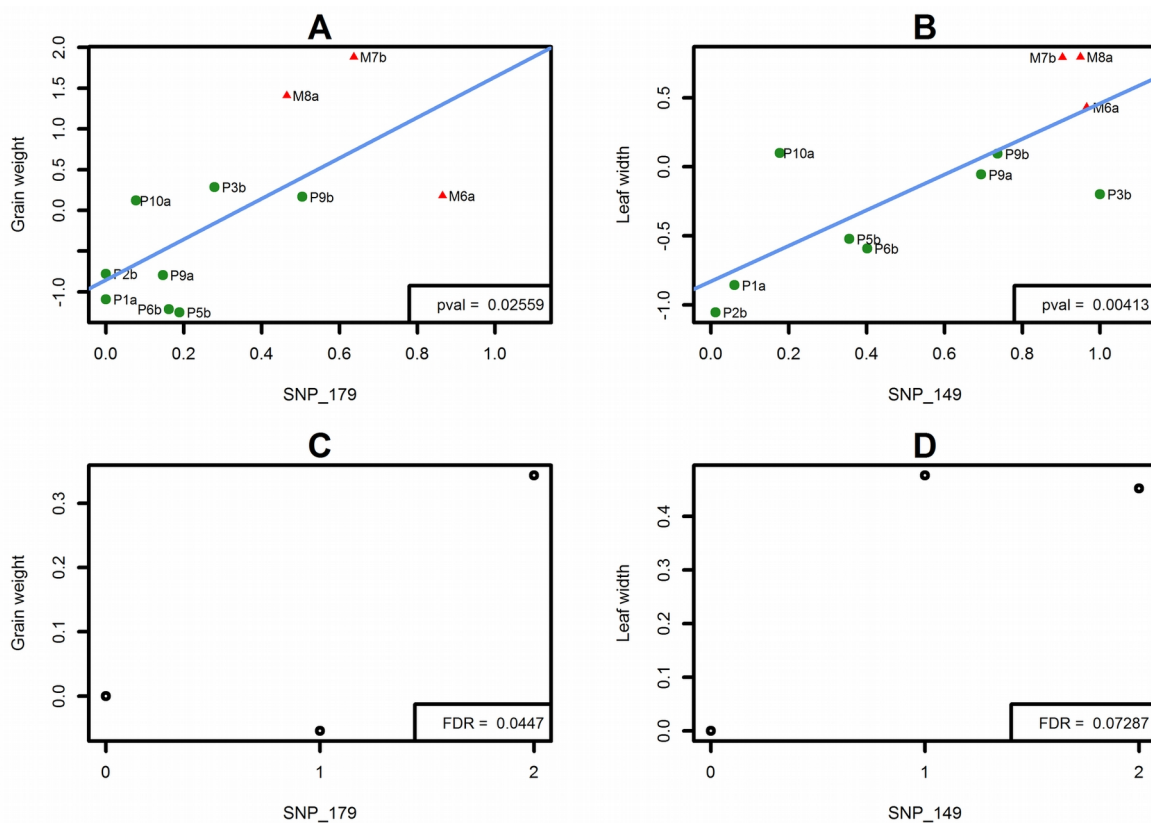 A
Grain weight
2.0
1.5
1.0
0.5
0.0
-1.0
M7b
M8a
P3b
P10a
P9b
M6a
P2b
P9a
P1a
P6b
P5b
pval = 0.02559
0.0 0.2 0.4 0.6 0.8 1.0
SNP_179
B
Leaf width
0.5
0.0
-0.5
-1.0
M7b
M8a
M6a
P10a
P9b
P9a
P3b
P5b
P6b
P1a
P2b
pval = 0.00413
0.0 0.2 0.4 0.6 0.8 1.0
SNP_149
C
Grain weight
0.3
0.2
0.1
0.0
FDR = 0.0447
0 1 2
SNP_179
D
Leaf width
0.4
0.3
0.2
0.1
0.0
FDR = 0.07287
0 1 2
SNP_149